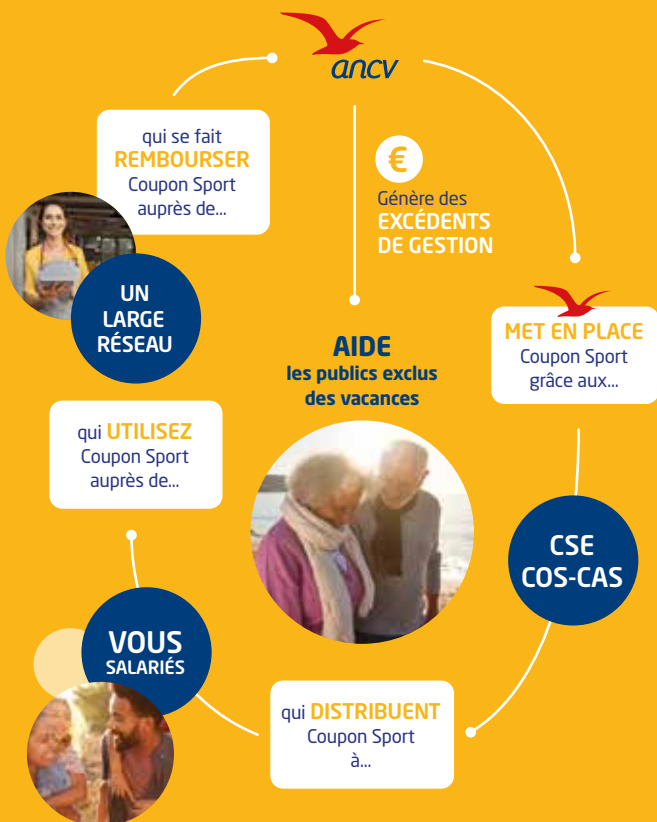 ancv
MET EN PLACE
Coupon Sport
grâce aux...
CSE
COS-CAS
qui DISTRIBUENT
Coupon Sport
à...
VOUS
SALARIÉS
qui UTILISEZ
Coupon Sport
auprès de...
UN
LARGE
RÉSEAU
qui se fait
REMBOURSER
Coupon Sport
auprès de...
€
Génère des
EXCÉDENTS
DE GESTION
AIDE
les publics exclus
des vacances